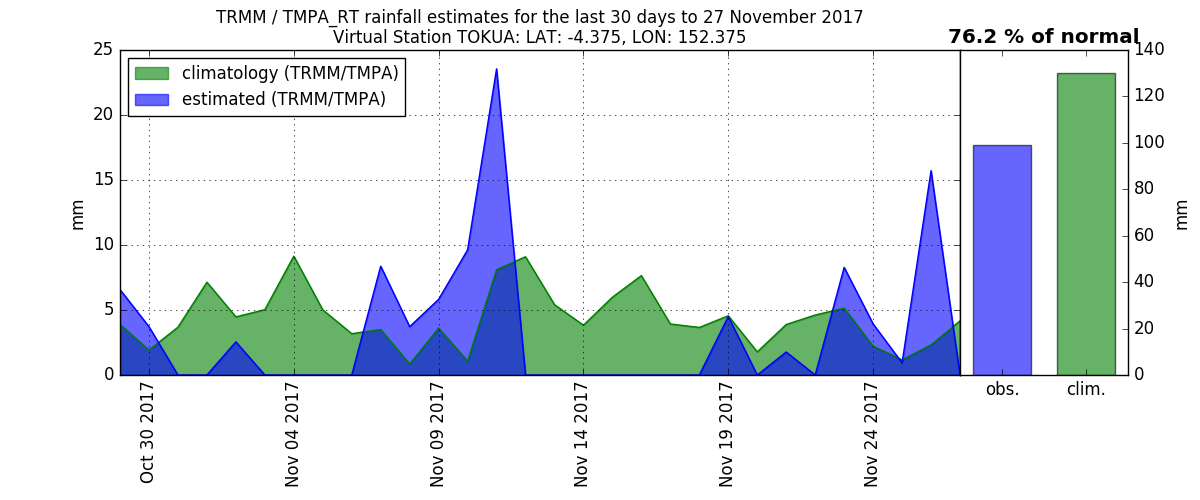 TRMM / TMPA_RT rainfall estimates for the last 30 days to 27 November 2017
Virtual Station TOKUA: LAT: -4.375, LON: 152.375
76.2 % of normal
climatology (TRMM/TMPA)
estimated (TRMM/TMPA)
25
20
15
10
5
0
mm
Oct 30 2017
Nov 04 2017
Nov 09 2017
Nov 14 2017
Nov 19 2017
Nov 24 2017
140
120
100
80
60
40
20
0
mm
obs.
clim.